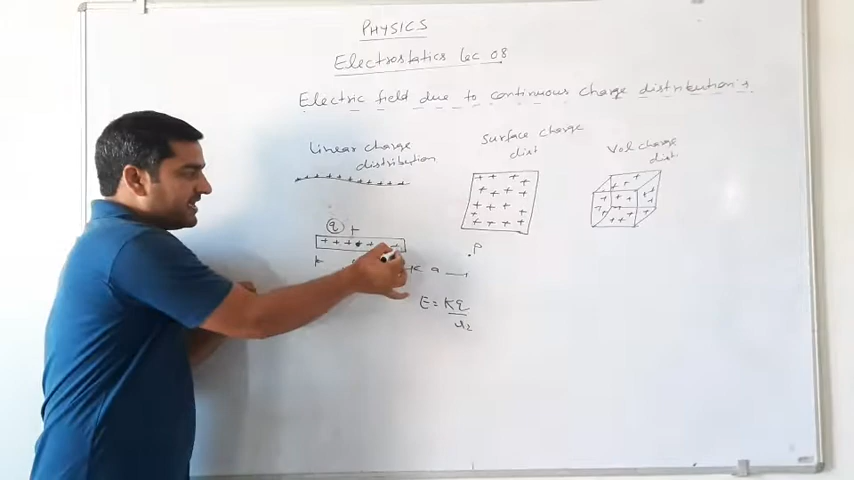 PHYSICS
Electrostatics Lec 08
Electric field due to continuous charge distribution's
Linear charge
distribution
Surface charge
dist
Vol charge
dist
q
P
a
E = Kq
r2